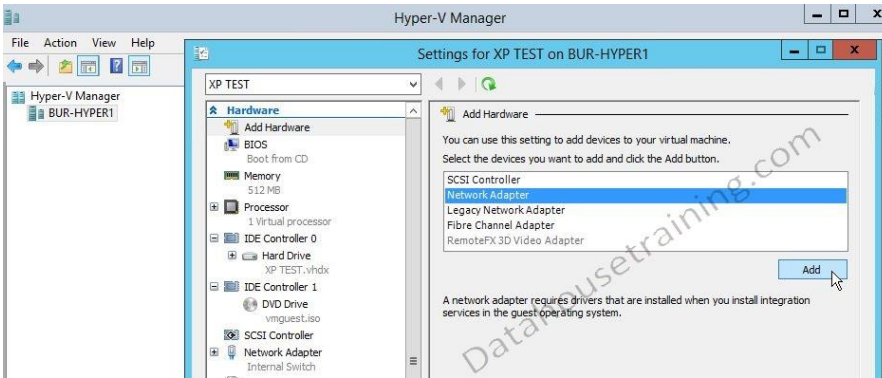 Hyper-V Manager
File Action View Help
Hyper-V Manager
BUR-HYPER1
Settings for XP TEST on BUR-HYPER1
XP TEST
Hardware
Add Hardware
BIOS
Boot from CD
Memory
512 MB
Processor
1 Virtual processor
IDE Controller 0
Hard Drive
XP TEST.vhdx
IDE Controller 1
DVD Drive
vmguest.iso
SCSI Controller
Network Adapter
Internal Switch
Add Hardware
You can use this setting to add devices to your virtual machine.
Select the devices you want to add and click the Add button.
SCSI Controller
Network Adapter
Legacy Network Adapter
Fibre Channel Adapter
RemoteFX 3D Video Adapter
Add
A network adapter requires drivers that are installed when you install integration
services in the guest operating system.
Datahousetraining.com